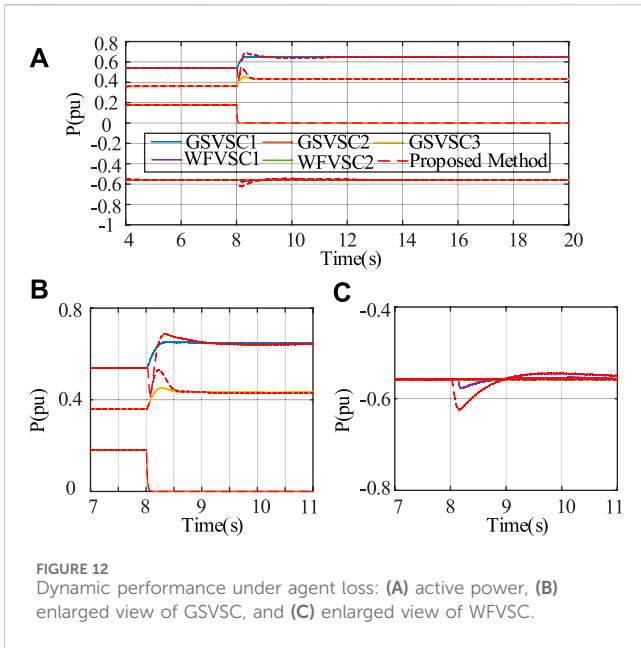 A
P(pu)
0.8
0.6
0.4
0.2
0
-0.2
-0.4
-0.6
-0.8
-1
GSVSC1 GSVSC2 GSVSC3
WFVSC1 WFVSC2 Proposed Method
4 6 8 10 12 14 16 18 20
Time(s)
B
P(pu)
0.8
0.4
0
7 8 9 10 11
Time(s)
C
P(pu)
-0.4
-0.6
-0.8
7 8 9 10 11
Time(s)
FIGURE 12
Dynamic performance under agent loss: (A) active power, (B)
enlarged view of GSVSC, and (C) enlarged view of WFVSC.